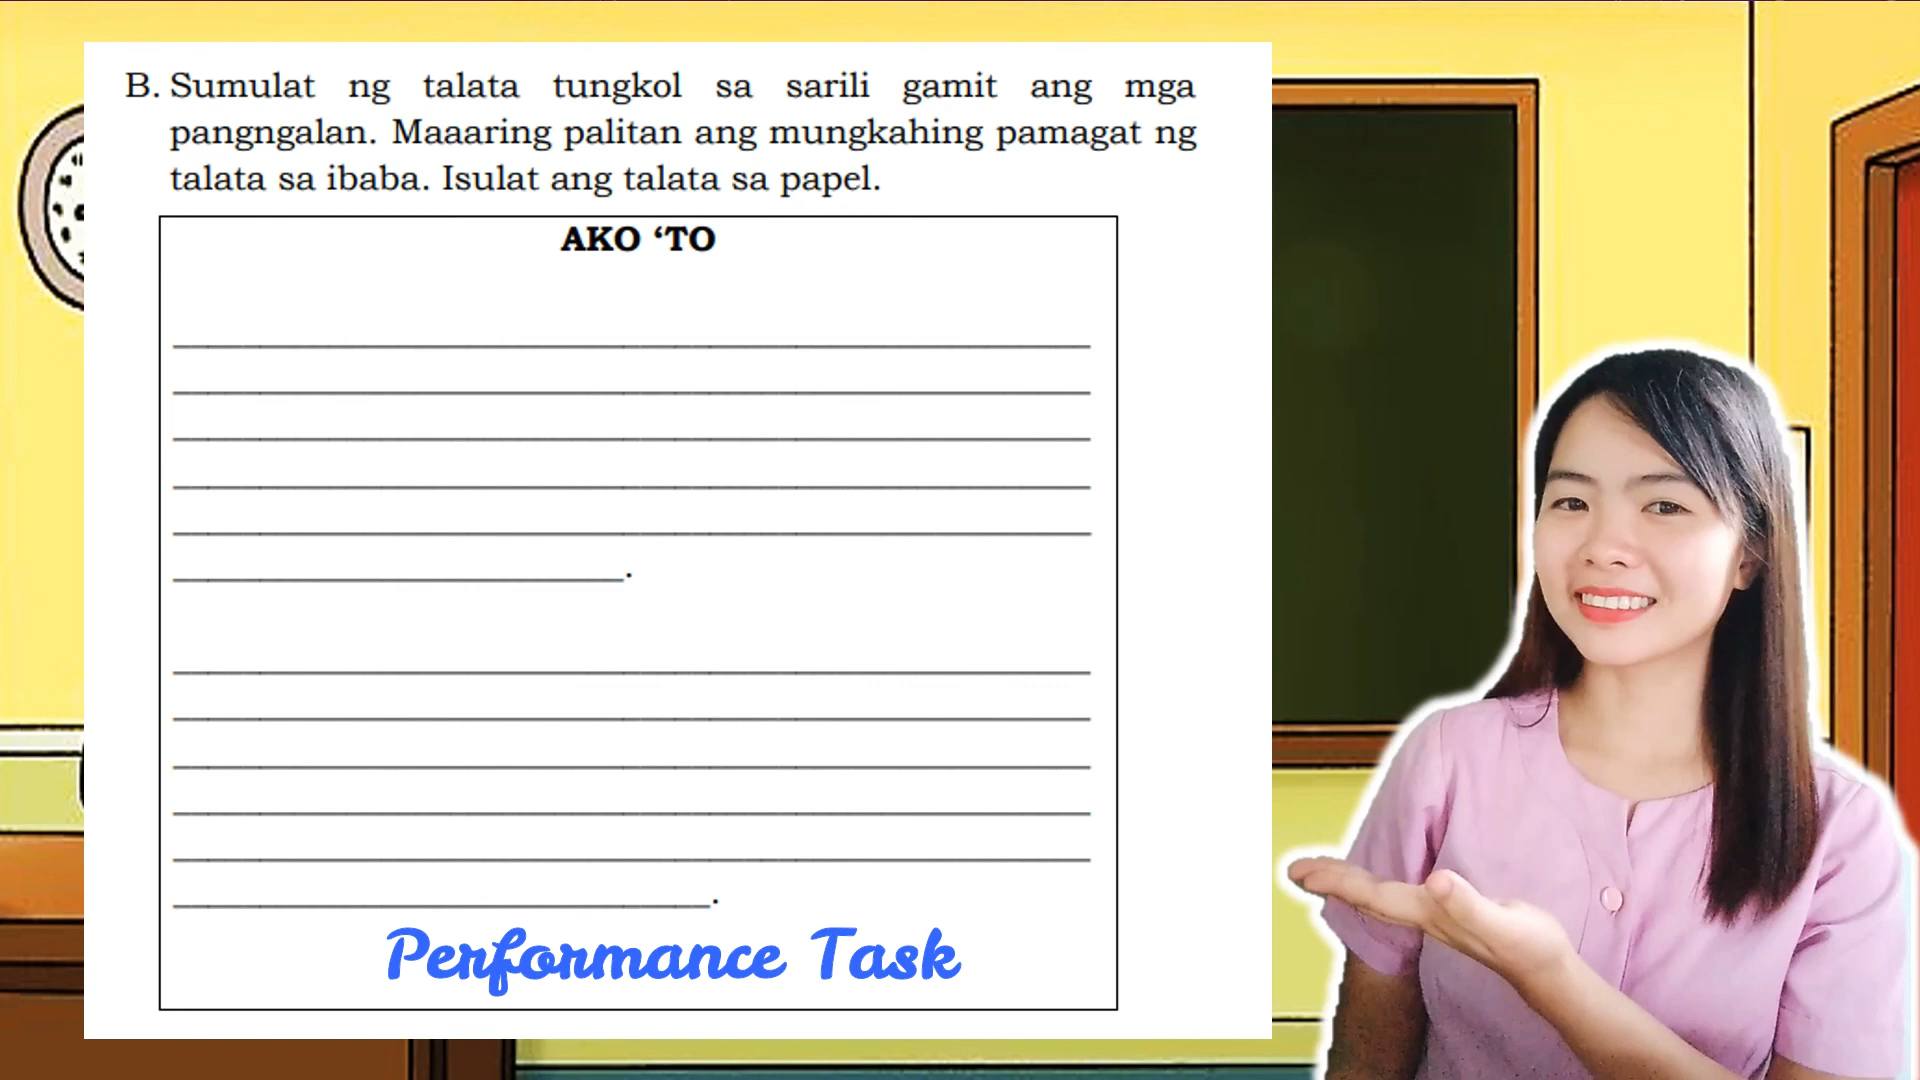 B. Sumulat ng talata tungkol sa sarili gamit ang mga
pangngalan. Maaaring palitan ang mungkahing pamagat ng
talata sa ibaba. Isulat ang talata sa papel.
AKO ‘TO
Performance Task